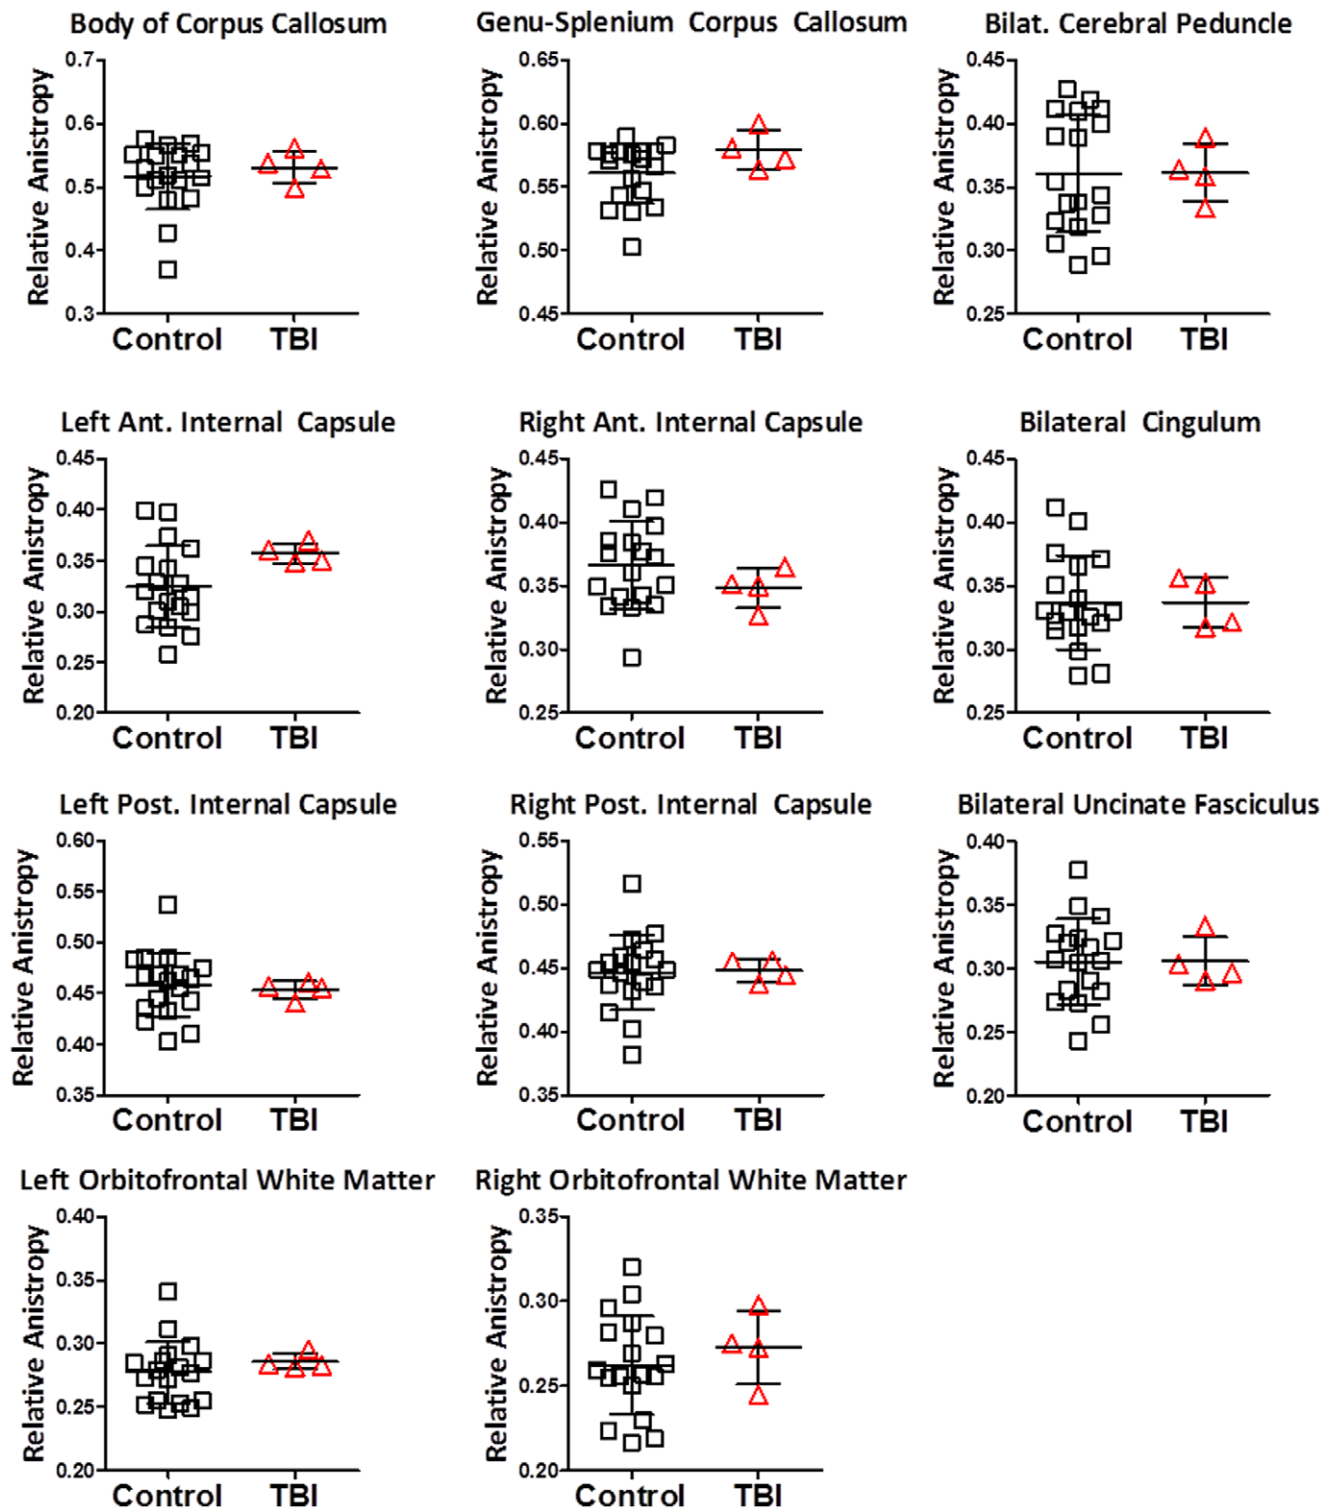 Body of Corpus Callosum
Genu-Splenium Corpus Callosum
Bilat. Cerebral Peduncle
Relative Anistropy
0.7
0.6
0.5
0.4
0.3
Control TBI
Relative Anistropy
0.65
0.60
0.55
0.50
0.45
Control TBI
Relative Anistropy
0.45
0.40
0.35
0.30
0.25
Control TBI
Left Ant. Internal Capsule
Right Ant. Internal Capsule
Bilateral Cingulum
Relative Anistropy
0.45
0.40
0.35
0.30
0.25
0.20
Control TBI
Relative Anistropy
0.45
0.40
0.35
0.30
0.25
Control TBI
Relative Anistropy
0.45
0.40
0.35
0.30
0.25
Control TBI
Left Post. Internal Capsule
Right Post. Internal Capsule
Bilateral Uncinate Fasciculus
Relative Anistropy
0.60
0.55
0.50
0.45
0.40
0.35
Control TBI
Relative Anistropy
0.55
0.50
0.45
0.40
0.35
Control TBI
Relative Anistropy
0.40
0.35
0.30
0.25
0.20
Control TBI
Left Orbitofrontal White Matter
Right Orbitofrontal White Matter
Relative Anistropy
0.40
0.35
0.30
0.25
0.20
Control TBI
Relative Anistropy
0.35
0.30
0.25
0.20
Control TBI